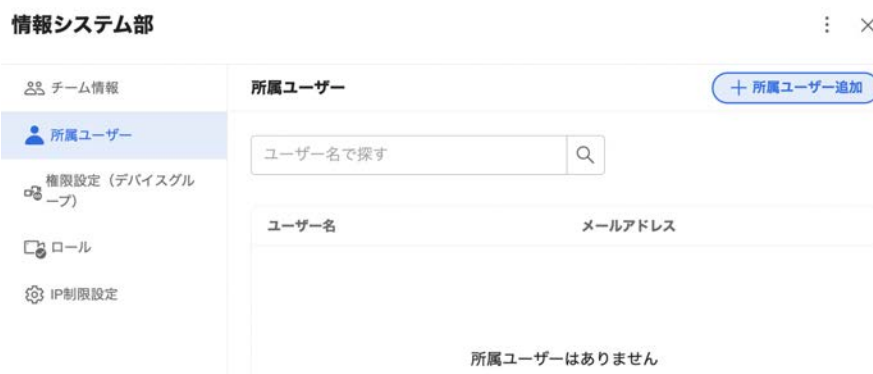 情報システム部
チーム情報
所属ユーザー
権限設定（デバイスグル
ープ）
ロール
IP制限設定
所属ユーザー
所属ユーザー追加
ユーザー名で探す
ユーザー名
メールアドレス
所属ユーザーはありません